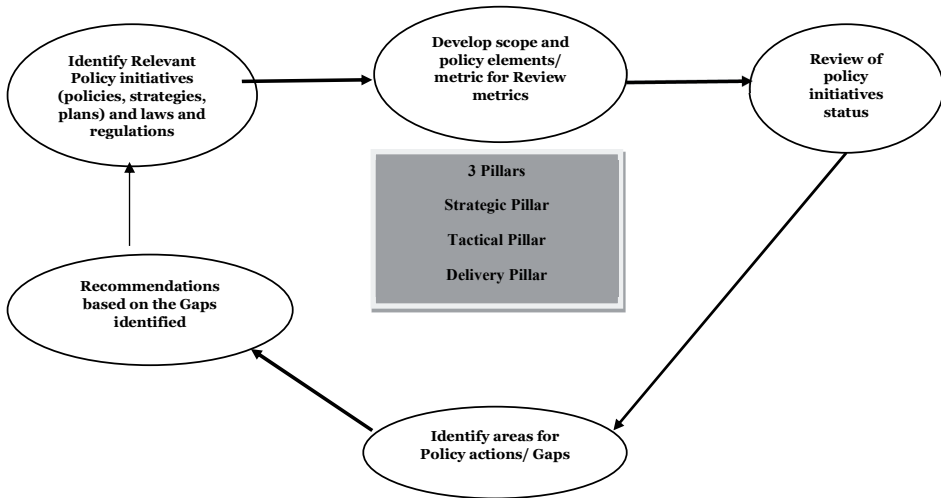 Identify Relevant
Policy initiatives
(policies, strategies,
plans) and laws and
regulations
Develop scope and
policy elements/
metric for Review
metrics
Review of
policy
initiatives
status
3 Pillars
Strategic Pillar
Tactical Pillar
Delivery Pillar
Recommendations
based on the Gaps
identified
Identify areas for
Policy actions/ Gaps